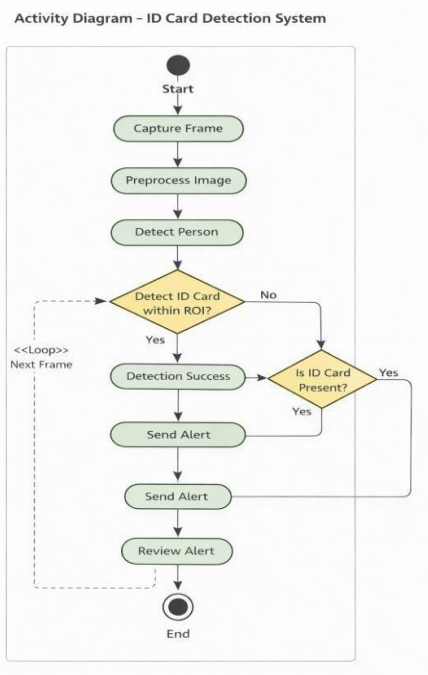 Activity Diagram – ID Card Detection System
Start
Capture Frame
Preprocess Image
Detect Person
Detect ID Card
within ROI?
No
Yes
<<Loop>>
Next Frame
Detection Success
Is ID Card
Present?
Yes
Yes
Send Alert
Send Alert
Review Alert
End